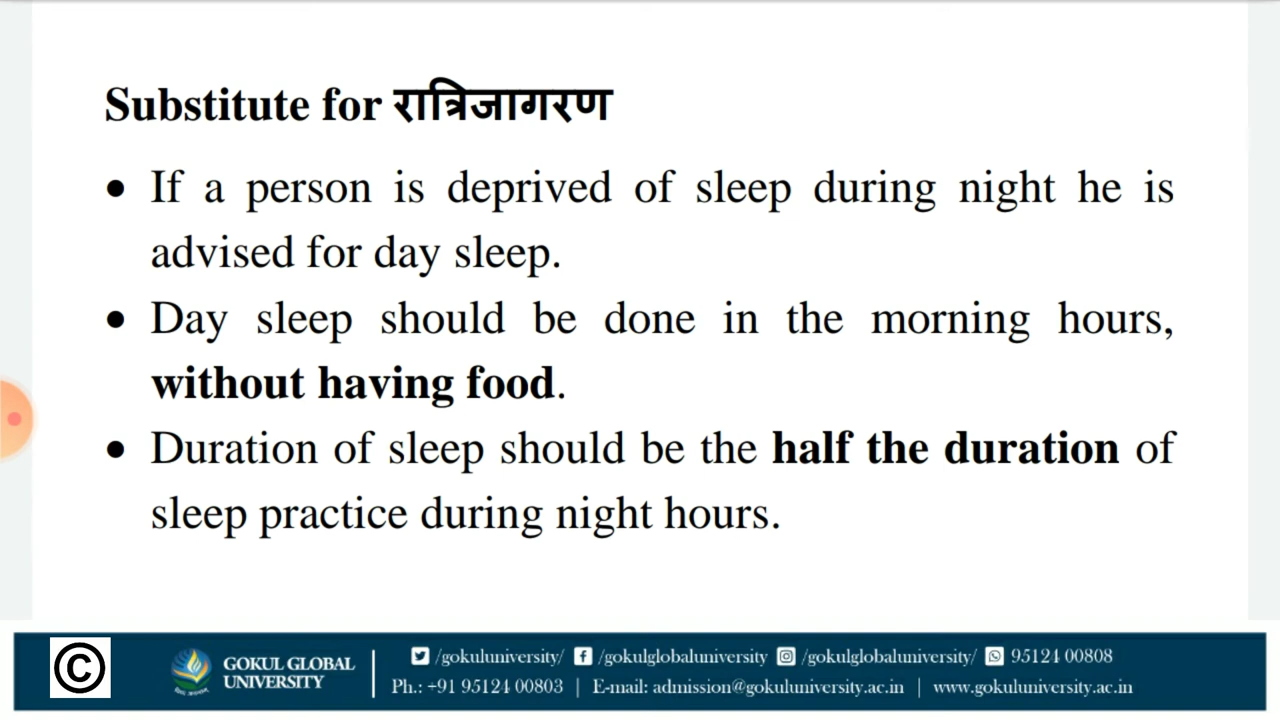 Substitute for रात्रिजागरण
• If a person is deprived of sleep during night he is
advised for day sleep.
• Day sleep should be done in the morning hours,
without having food.
• Duration of sleep should be the half the duration of
sleep practice during night hours.
©
GOKUL GLOBAL
UNIVERSITY
/gokuluniversity/ /gokulglobaluniversity /gokulglobaluniversity/ 95124 00808
Ph.: +91 95124 00803 | E-mail: admission@gokuluniversity.ac.in | www.gokuluniversity.ac.in